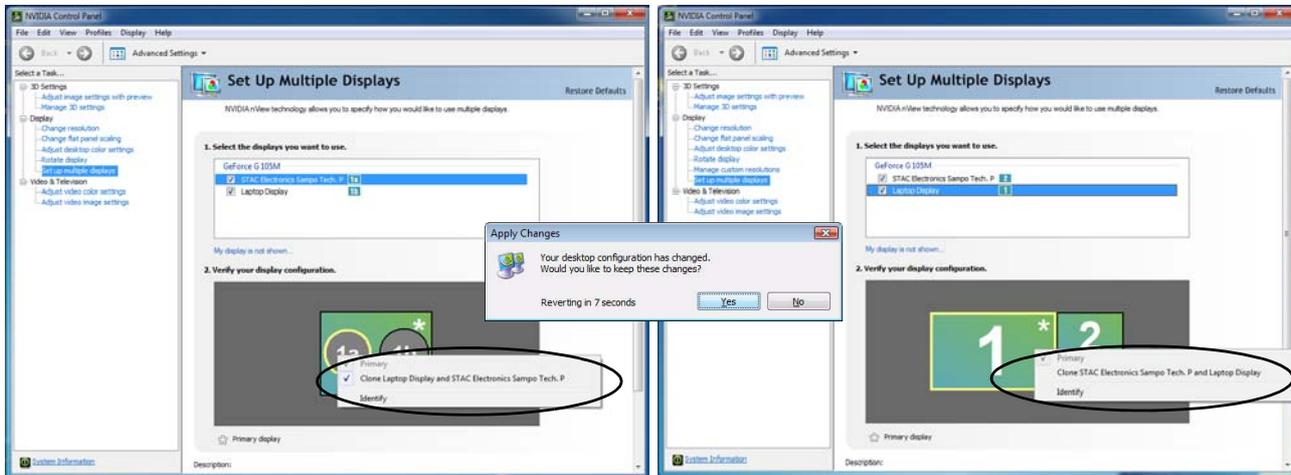 NVIDIA Control Panel
File Edit View Profiles Display Help
Back
Advanced Settings
Select a Task...
3D Settings
Adjust image settings with preview
Manage 3D settings
Display
Change resolution
Change flat panel scaling
Adjust desktop color settings
Rotate display
Set up multiple displays
Video & Television
Adjust video color settings
Adjust video image settings
System Information
Set Up Multiple Displays
Restore Defaults
NVIDIA nView technology allows you to specify how you would like to use multiple displays.
1. Select the displays you want to use.
GeForce G 105M
STAC Electronics Sampo Tech. P 1a
Laptop Display 1b
My display is not shown...
2. Verify your display configuration.
1a 1b *
Primary
Clone Laptop Display and STAC Electronics Sampo Tech. P
Identify
Primary display
Description:
Apply Changes
Your desktop configuration has changed.
Would you like to keep these changes?
Reverting in 7 seconds
Yes No
NVIDIA Control Panel
File Edit View Profiles Display Help
Back
Advanced Settings
Select a Task...
3D Settings
Adjust image settings with preview
Manage 3D settings
Display
Change resolution
Change flat panel scaling
Adjust desktop color settings
Rotate display
Manage custom resolutions
Set up multiple displays
Video & Television
Adjust video color settings
Adjust video image settings
System Information
Set Up Multiple Displays
Restore Defaults
NVIDIA nView technology allows you to specify how you would like to use multiple displays.
1. Select the displays you want to use.
GeForce G 105M
STAC Electronics Sampo Tech. P 2
Laptop Display 1
My display is not shown...
2. Verify your display configuration.
1 * 2
Primary
Clone STAC Electronics Sampo Tech. P and Laptop Display
Identify
Primary display
Description: